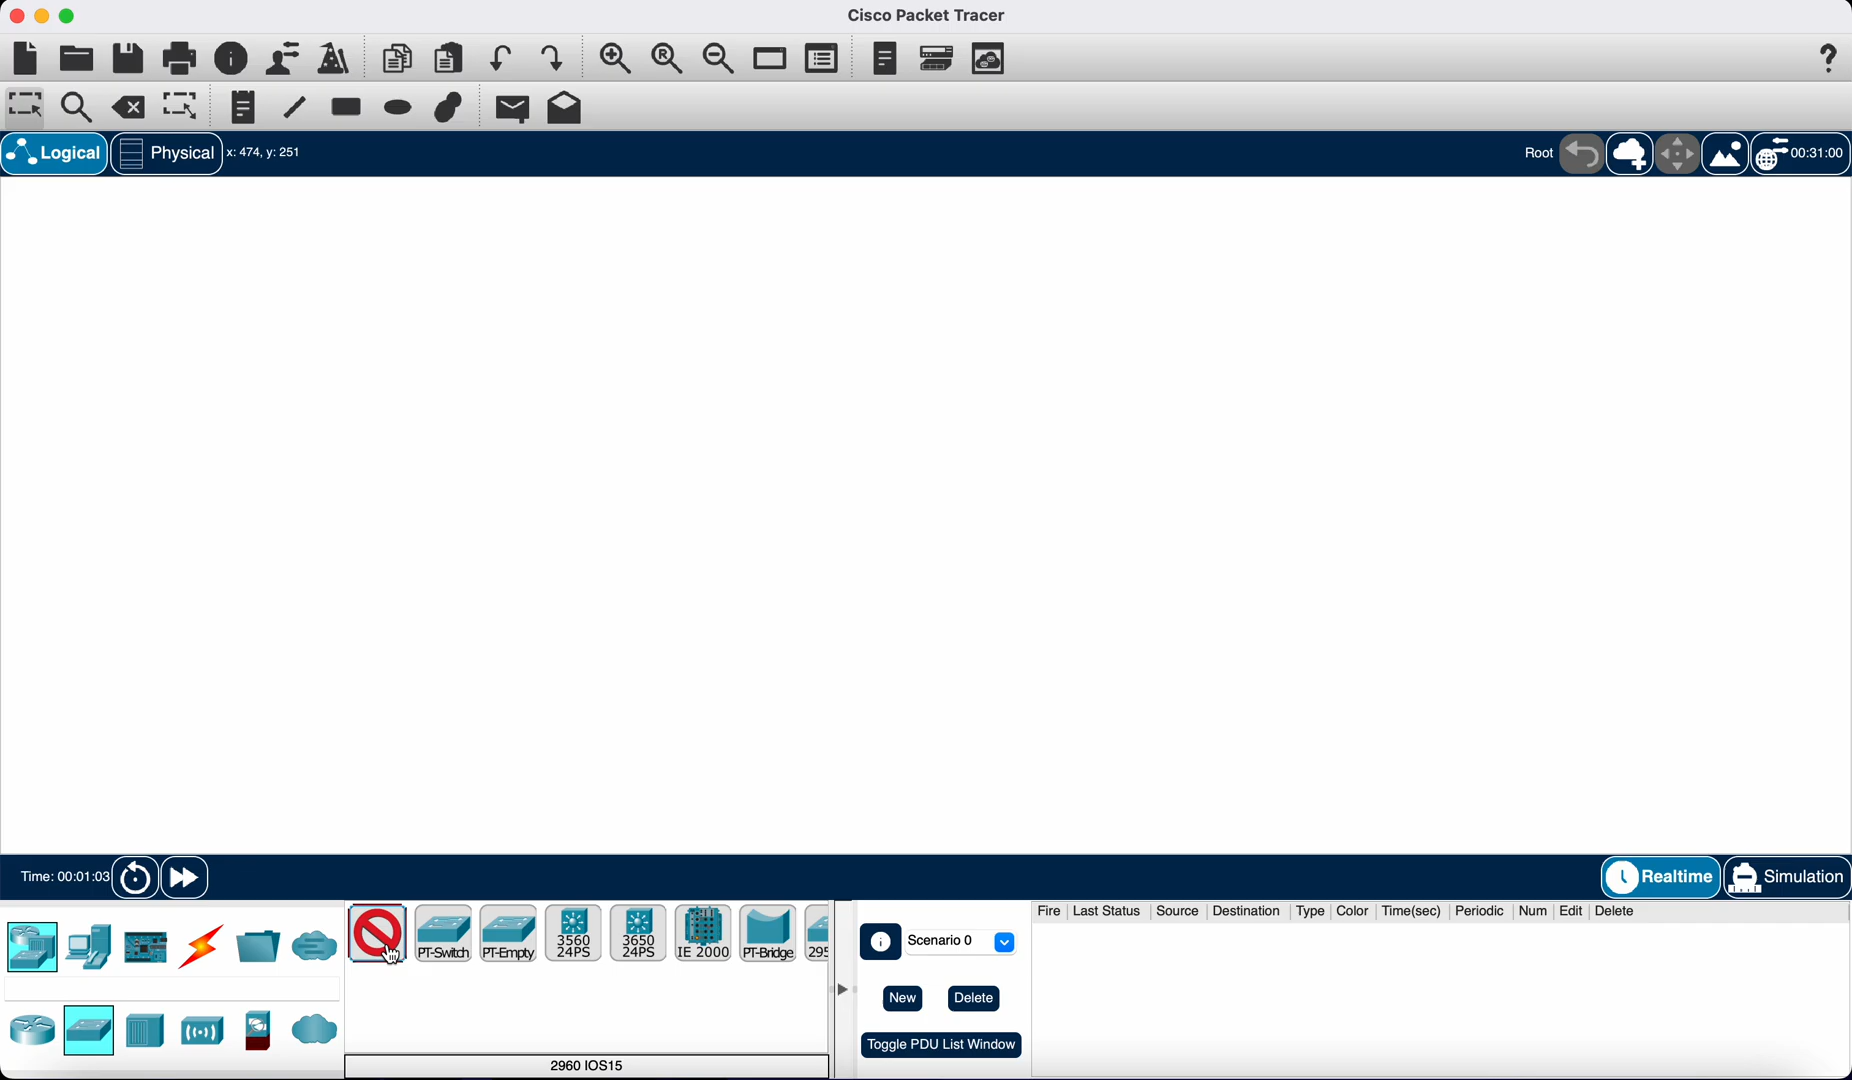 Cisco Packet Tracer
Logical
Physical
x: 474, y: 251
Root
00:31:00
Time: 00:01:03
Realtime
Simulation
PT-Switch
PT-Empty
3560
24PS
3650
24PS
IE 2000
PT-Bridge
295
2960 IOS15
Scenario 0
New
Delete
Toggle PDU List Window
Fire Last Status Source Destination Type Color Time(sec) Periodic Num Edit Delete